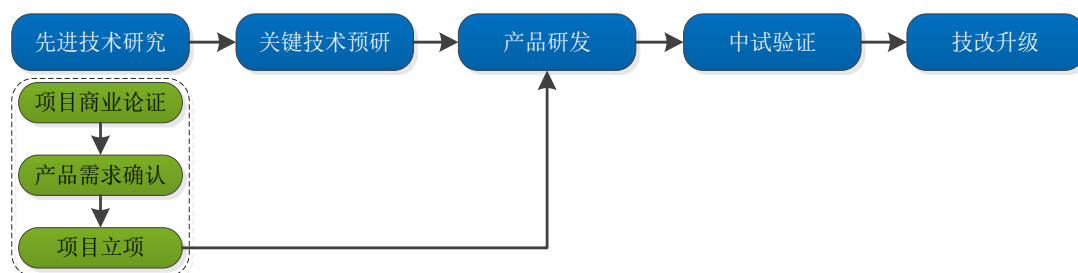 先进技术研究
关键技术预研
产品研发
中试验证
技改升级
项目商业论证
产品需求确认
项目立项